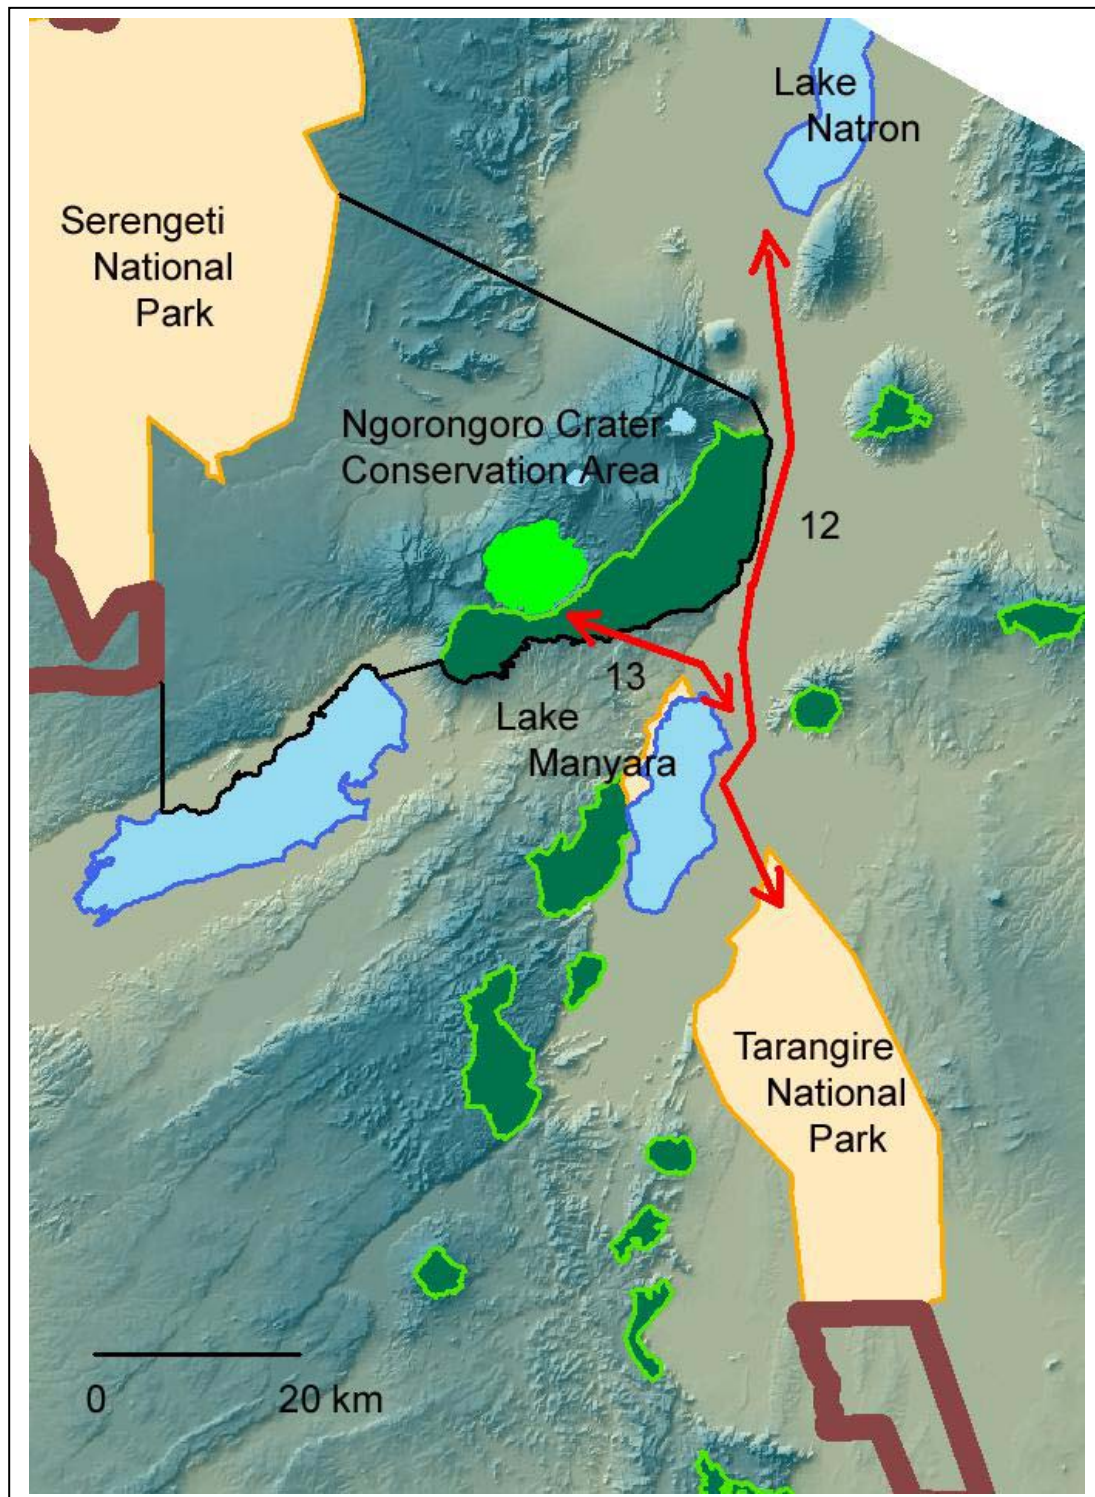 Lake
Natron
Serengeti
National
Park
Ngorongoro Crater
Conservation Area
12
13
Lake
Manyara
Tarangire
National
Park
0 20 km